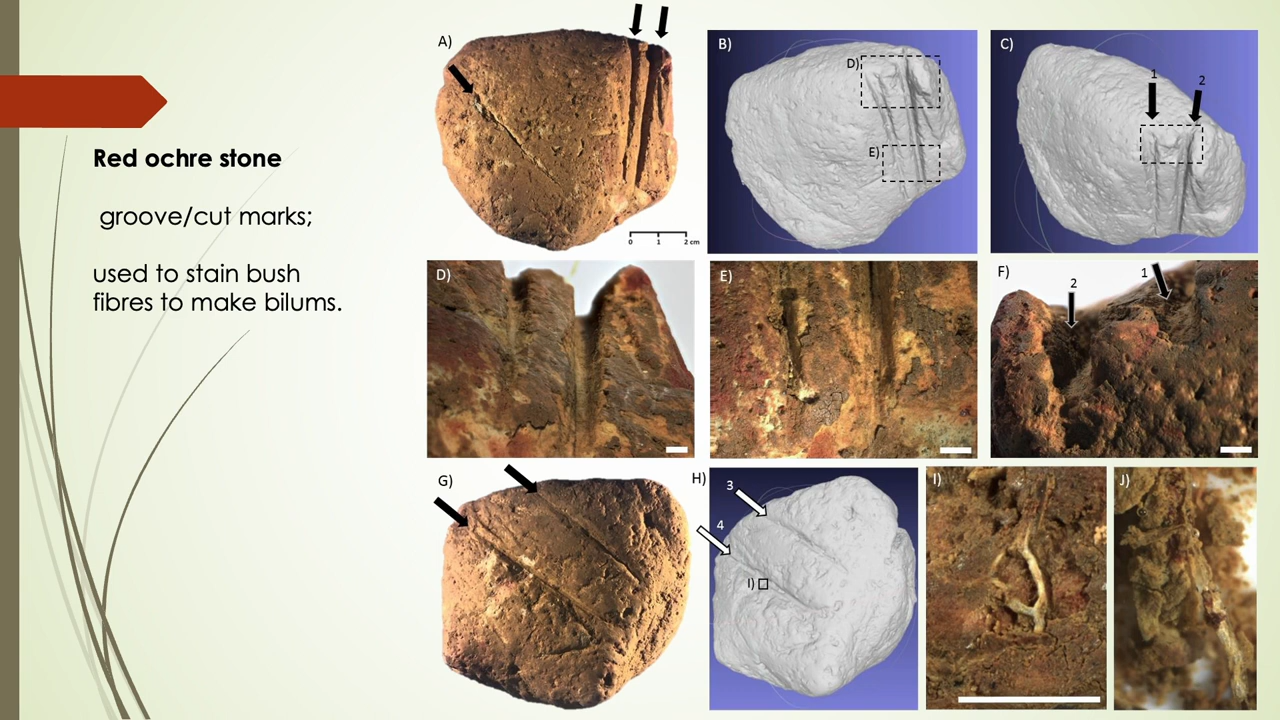 Red ochre stone
groove/cut marks;
used to stain bush
fibres to make bilums.
A)
0 1 2 cm
B)
D)
E)
C)
1
2
D)
E)
F)
2
1
G)
H)
3
4
I)
I)
J)